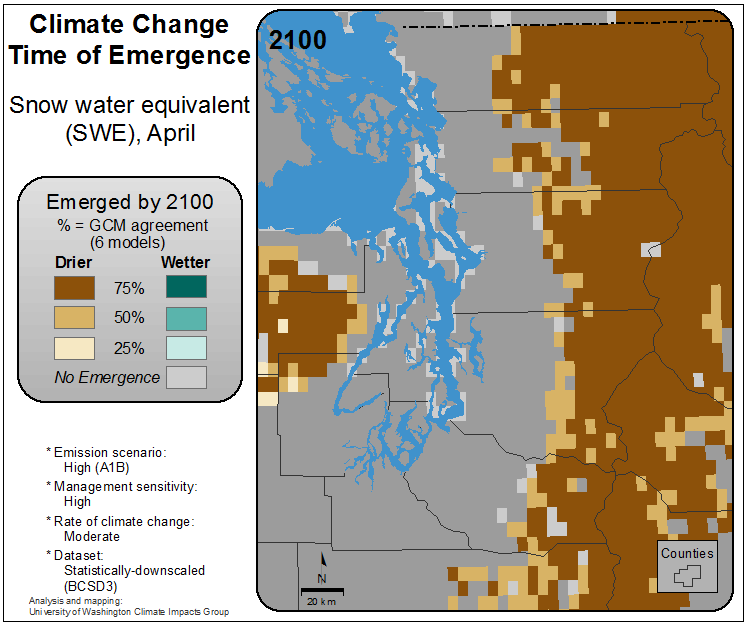 Climate Change
Time of Emergence
Snow water equivalent
(SWE), April
Emerged by 2100
% = GCM agreement
(6 models)
Drier Wetter
75%
50%
25%
No Emergence
* Emission scenario:
High (A1B)
* Management sensitivity:
High
* Rate of climate change:
Moderate
* Dataset:
Statistically-downscaled
(BCSD3)
Analysis and mapping:
University of Washington Climate Impacts Group
2100
N
20 km
Counties